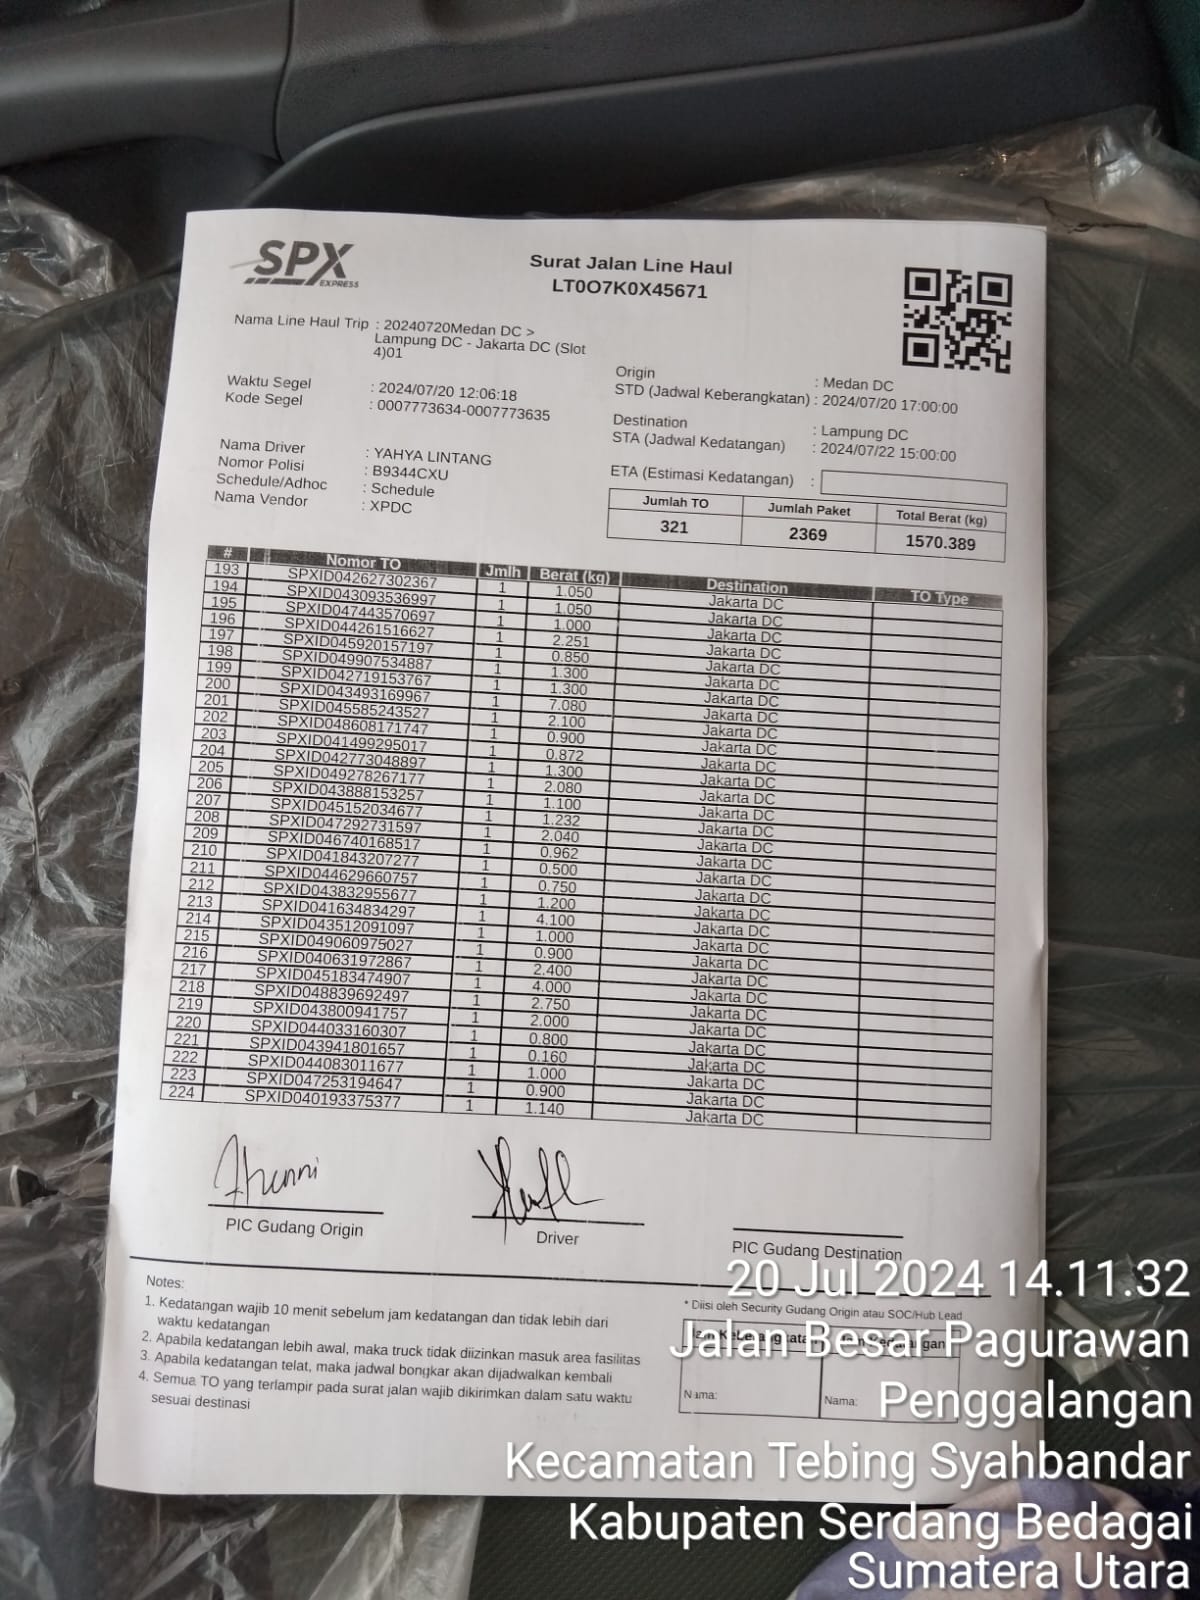 SPX
EXPRESS
Surat Jalan Line Haul
LT0O7K0X45671
Nama Line Haul Trip : 20240720Medan DC >
Lampung DC - Jakarta DC (Slot
4)01
Waktu Segel : 2024/07/20 12:06:18
Kode Segel : 0007773634-0007773635
Nama Driver : YAHYA LINTANG
Nomor Polisi : B9344CXU
Schedule/Adhoc : Schedule
Nama Vendor : XPDC
Origin : Medan DC
STD (Jadwal Keberangkatan) : 2024/07/20 17:00:00
Destination : Lampung DC
STA (Jadwal Kedatangan) : 2024/07/22 15:00:00
ETA (Estimasi Kedatangan) :
Jumlah TO Jumlah Paket Total Berat (kg)
321 2369 1570.389
# Nomor TO Jmlh Berat (kg) Destination TO Type
193 SPXID042627302367 1 1.050 Jakarta DC
194 SPXID043093536997 1 1.050 Jakarta DC
195 SPXID047443570697 1 1.000 Jakarta DC
196 SPXID044261516627 1 2.251 Jakarta DC
197 SPXID045920157197 1 0.850 Jakarta DC
198 SPXID049907534887 1 1.300 Jakarta DC
199 SPXID042719153767 1 1.300 Jakarta DC
200 SPXID043493169967 1 7.080 Jakarta DC
201 SPXID045585243527 1 2.100 Jakarta DC
202 SPXID048608171747 1 0.900 Jakarta DC
203 SPXID041499295017 1 0.872 Jakarta DC
204 SPXID042773048897 1 1.300 Jakarta DC
205 SPXID049278267177 1 2.080 Jakarta DC
206 SPXID043888153257 1 1.100 Jakarta DC
207 SPXID045152034677 1 1.232 Jakarta DC
208 SPXID047292731597 1 2.040 Jakarta DC
209 SPXID046740168517 1 0.962 Jakarta DC
210 SPXID041843207277 1 0.500 Jakarta DC
211 SPXID044629660757 1 0.750 Jakarta DC
212 SPXID043832955677 1 1.200 Jakarta DC
213 SPXID041634834297 1 4.100 Jakarta DC
214 SPXID043512091097 1 1.000 Jakarta DC
215 SPXID049060975027 1 0.900 Jakarta DC
216 SPXID040631972867 1 2.400 Jakarta DC
217 SPXID045183474907 1 4.000 Jakarta DC
218 SPXID048839692497 1 2.750 Jakarta DC
219 SPXID043800941757 1 2.000 Jakarta DC
220 SPXID044033160307 1 0.800 Jakarta DC
221 SPXID043941801657 1 0.160 Jakarta DC
222 SPXID044083011677 1 1.000 Jakarta DC
223 SPXID047253194647 1 0.900 Jakarta DC
224 SPXID040193375377 1 1.140 Jakarta DC
PIC Gudang Origin Driver PIC Gudang Destination
Notes:
1. Kedatangan wajib 10 menit sebelum jam kedatangan dan tidak lebih dari
waktu kedatangan
2. Apabila kedatangan lebih awal, maka truck tidak diizinkan masuk area fasilitas
3. Apabila kedatangan telat, maka jadwal bongkar akan dijadwalkan kembali
4. Semua TO yang terlampir pada surat jalan wajib dikirimkan dalam satu waktu
sesuai destinasi
* Diisi oleh Security Gudang Origin atau SOC/Hub Lead
Jam Keberangkatan Jam Kedatangan
Nama: Nama:
20 Jul 2024 14.11.32
Jalan Besar Pagurawan
Penggalangan
Kecamatan Tebing Syahbandar
Kabupaten Serdang Bedagai
Sumatera Utara